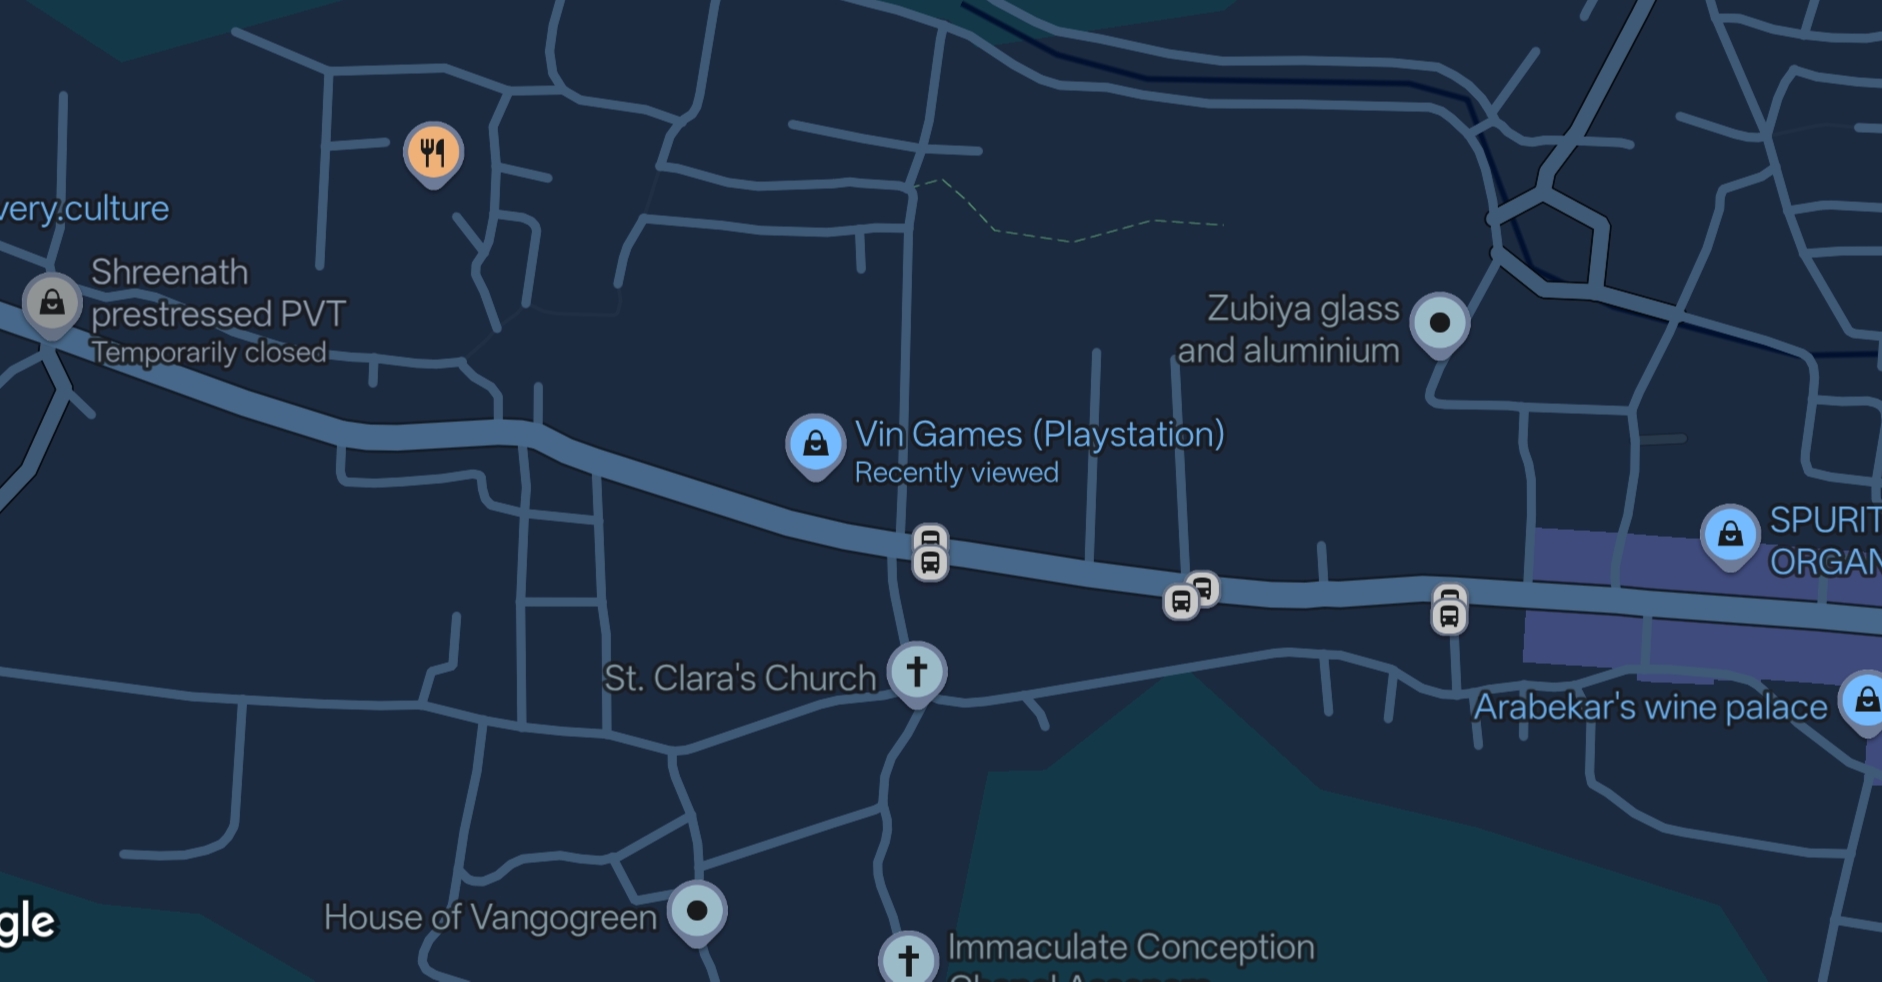 very.culture
Shreenath
prestressed PVT
Temporarily closed
Zubiya glass
and aluminium
Vin Games (Playstation)
Recently viewed
SPURIT
ORGAN
St. Clara's Church
Arabekar's wine palace
House of Vangogreen
gle
Immaculate Conception